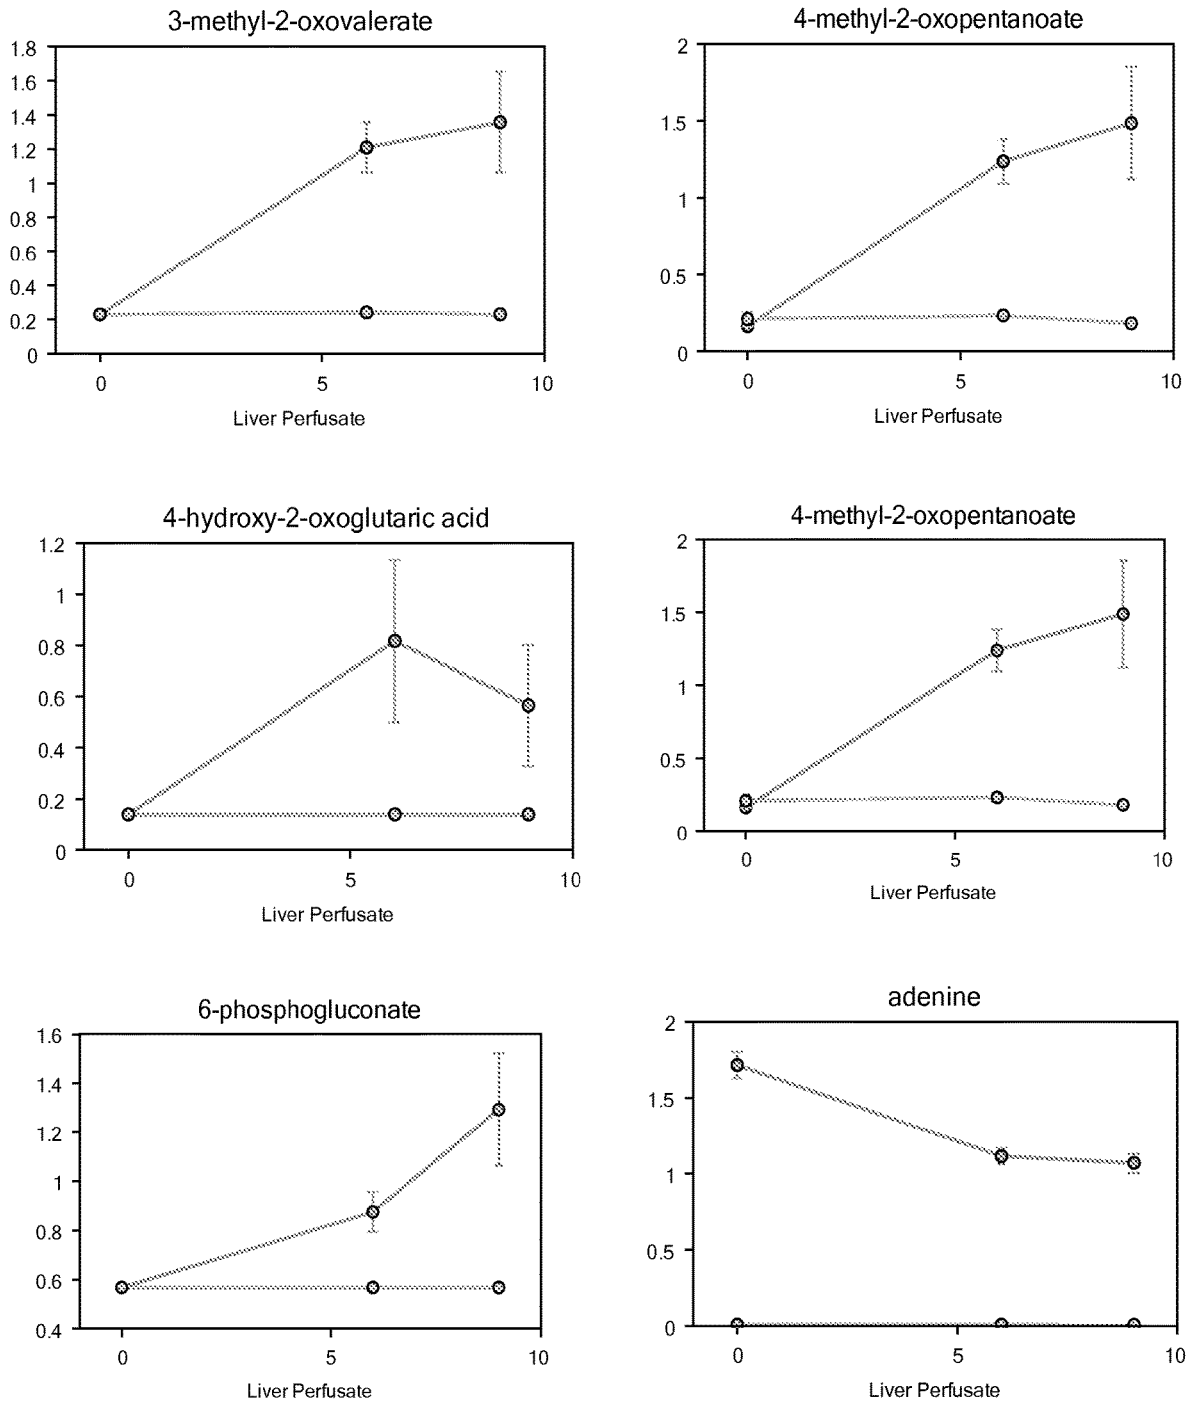 3-methyl-2-oxovalerate
1.8
1.6
1.4
1.2
1
0.8
0.6
0.4
0.2
0
0 5 10
Liver Perfusate
4-methyl-2-oxopentanoate
2
1.5
1
0.5
0
0 5 10
Liver Perfusate
4-hydroxy-2-oxoglutaric acid
1.2
1
0.8
0.6
0.4
0.2
0
0 5 10
Liver Perfusate
4-methyl-2-oxopentanoate
2
1.5
1
0.5
0
0 5 10
Liver Perfusate
6-phosphogluconate
1.6
1.4
1.2
1
0.8
0.6
0.4
0 5 10
Liver Perfusate
adenine
2
1.5
1
0.5
0
0 5 10
Liver Perfusate